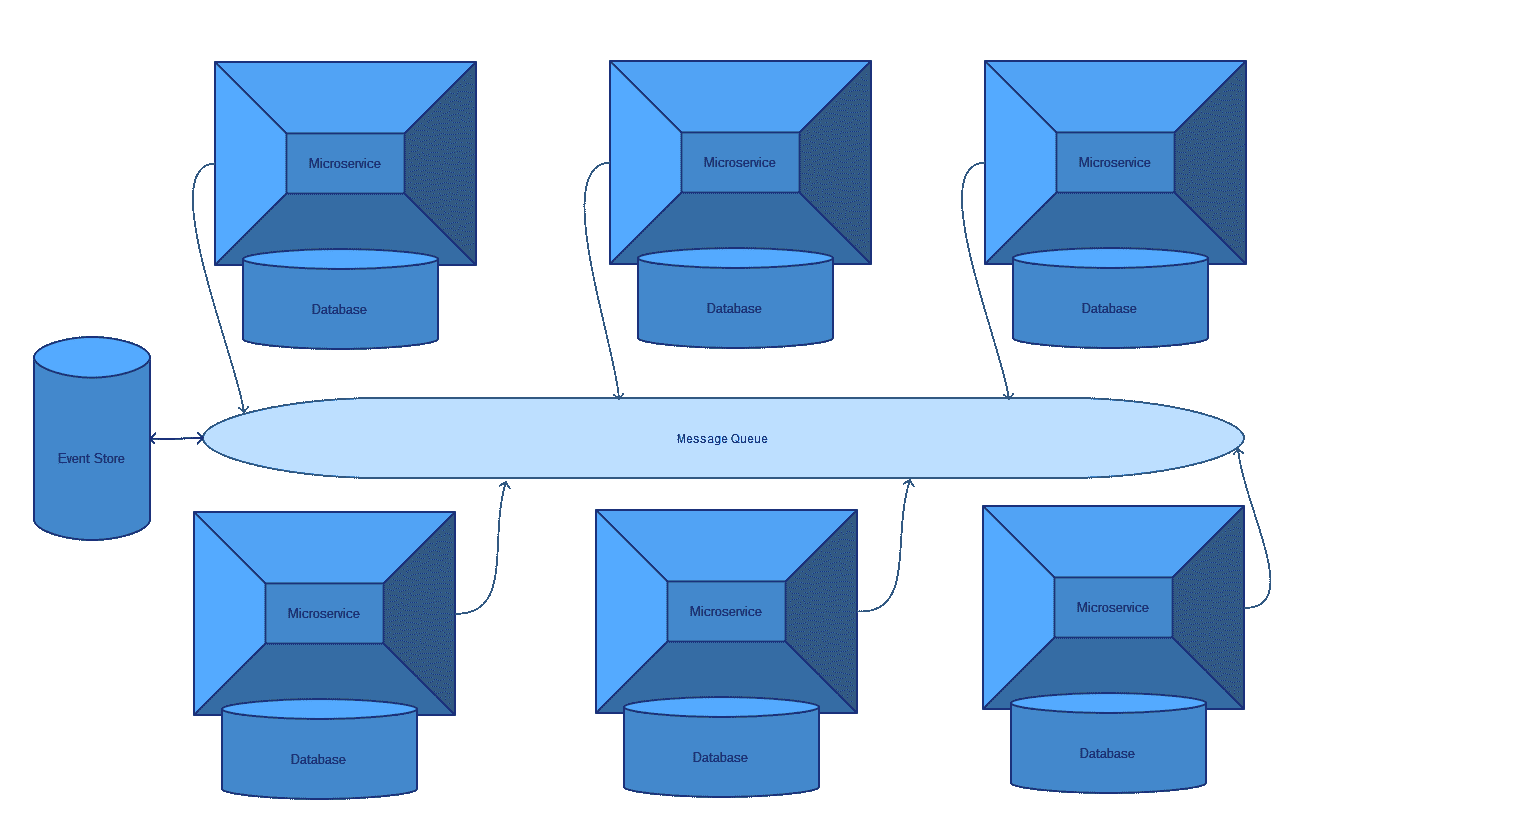 Microservice
Microservice
Microservice
Database
Database
Database
Message Queue
Event Store
Microservice
Microservice
Microservice
Database
Database
Database